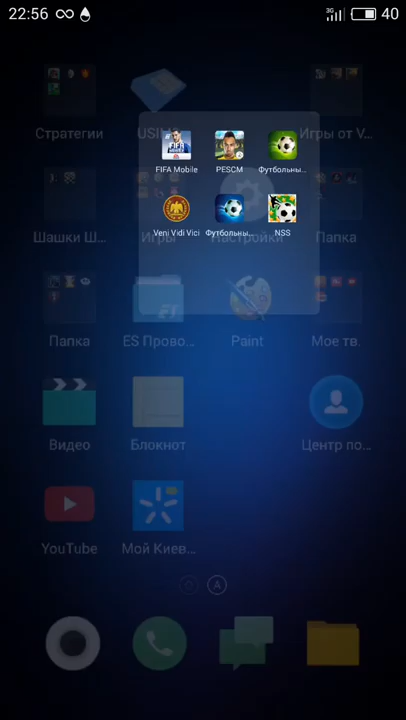 22:56 3G 40
Стратегии
Игры от V...
FIFA Mobile PESCM Футбольны..
Шашки Ш... Игры Настройки Папка
Veni Vidi Vici Футбольны... NSS
Папка ES Прово... Paint Мое тв.
Видео Блокнот Центр по...
YouTube Мой Киев...
A